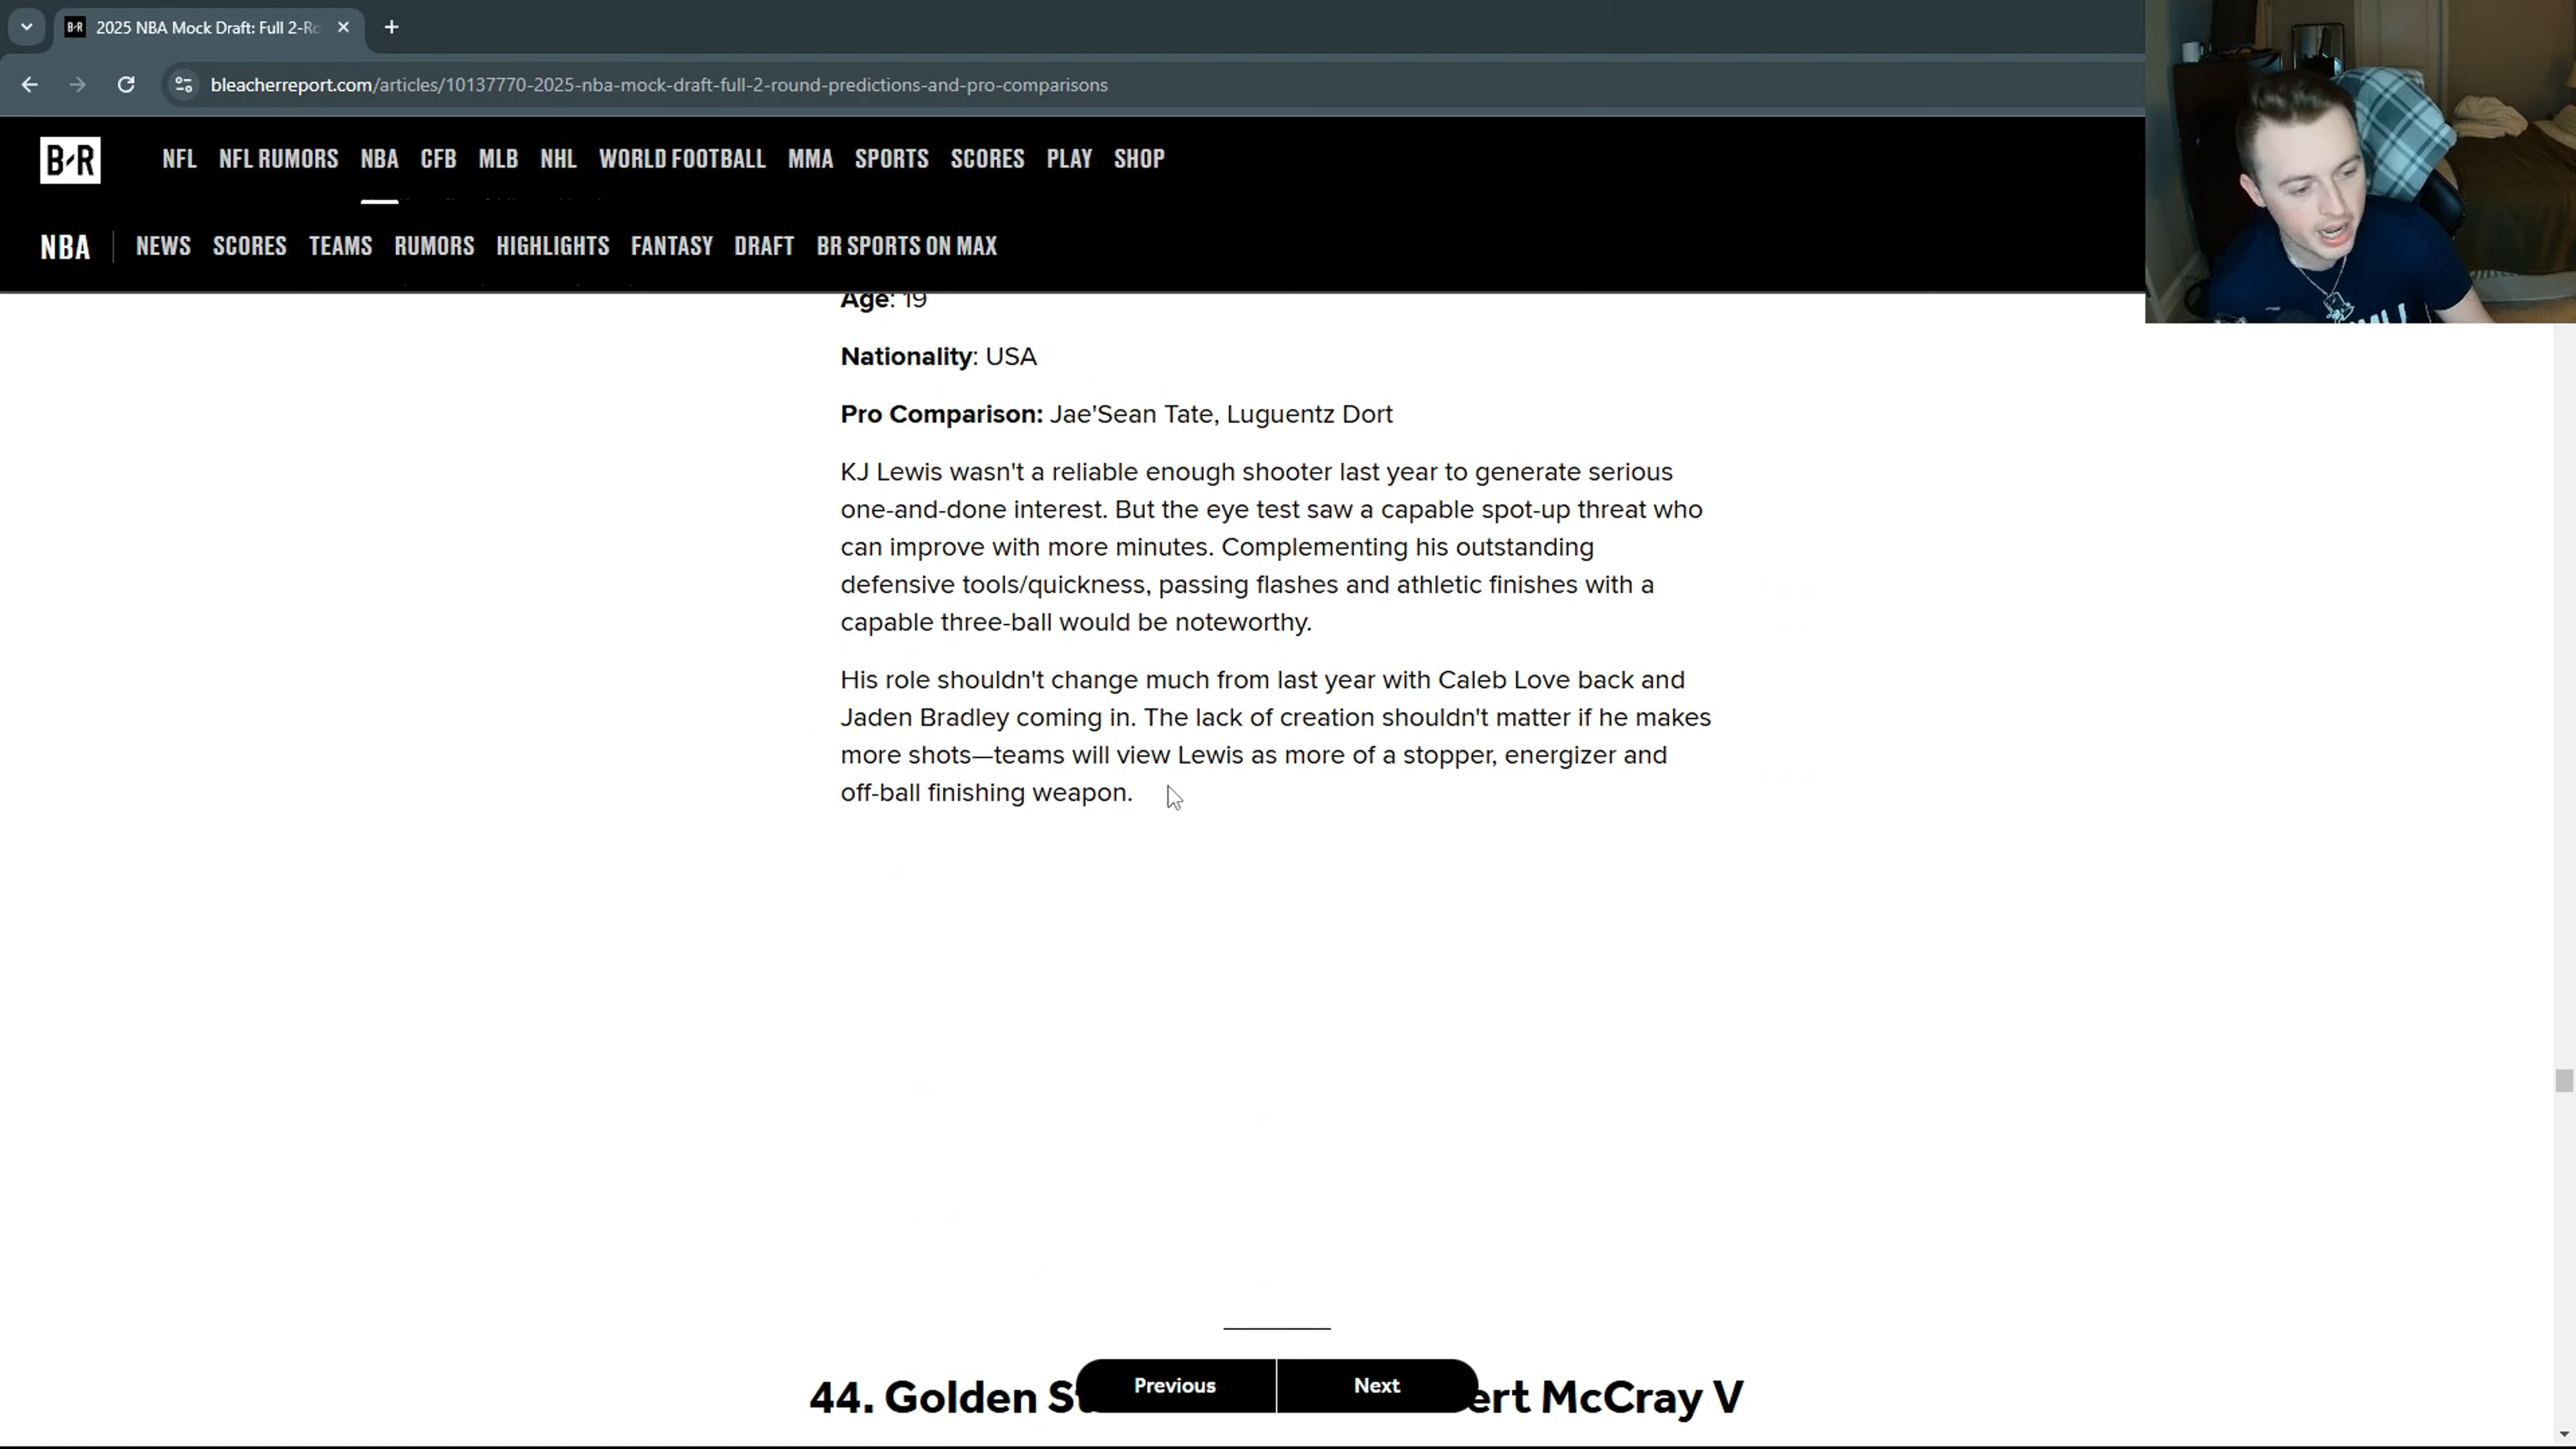 2025 NBA Mock Draft: Full 2-Ro
bleacherreport.com/articles/10137770-2025-nba-mock-draft-full-2-round-predictions-and-pro-comparisons
B-R NFL NFL RUMORS NBA CFB MLB NHL WORLD FOOTBALL MMA SPORTS SCORES PLAY SHOP
NBA NEWS SCORES TEAMS RUMORS HIGHLIGHTS FANTASY DRAFT BR SPORTS ON MAX
Age: 19
Nationality: USA
Pro Comparison: Jae'Sean Tate, Luguentz Dort
KJ Lewis wasn't a reliable enough shooter last year to generate serious
one-and-done interest. But the eye test saw a capable spot-up threat who
can improve with more minutes. Complementing his outstanding
defensive tools/quickness, passing flashes and athletic finishes with a
capable three-ball would be noteworthy.
His role shouldn't change much from last year with Caleb Love back and
Jaden Bradley coming in. The lack of creation shouldn't matter if he makes
more shots—teams will view Lewis as more of a stopper, energizer and
off-ball finishing weapon.
Previous Next
44. Golden St ert McCray V